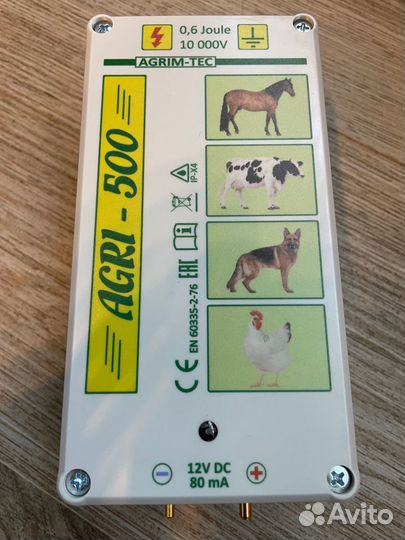 0,6 Joule
10 000V
AGRIM-TEC
AGRI-500
IP-X4
EAC
CE EN 60335-2-76
12V DC
80 mA
Avito